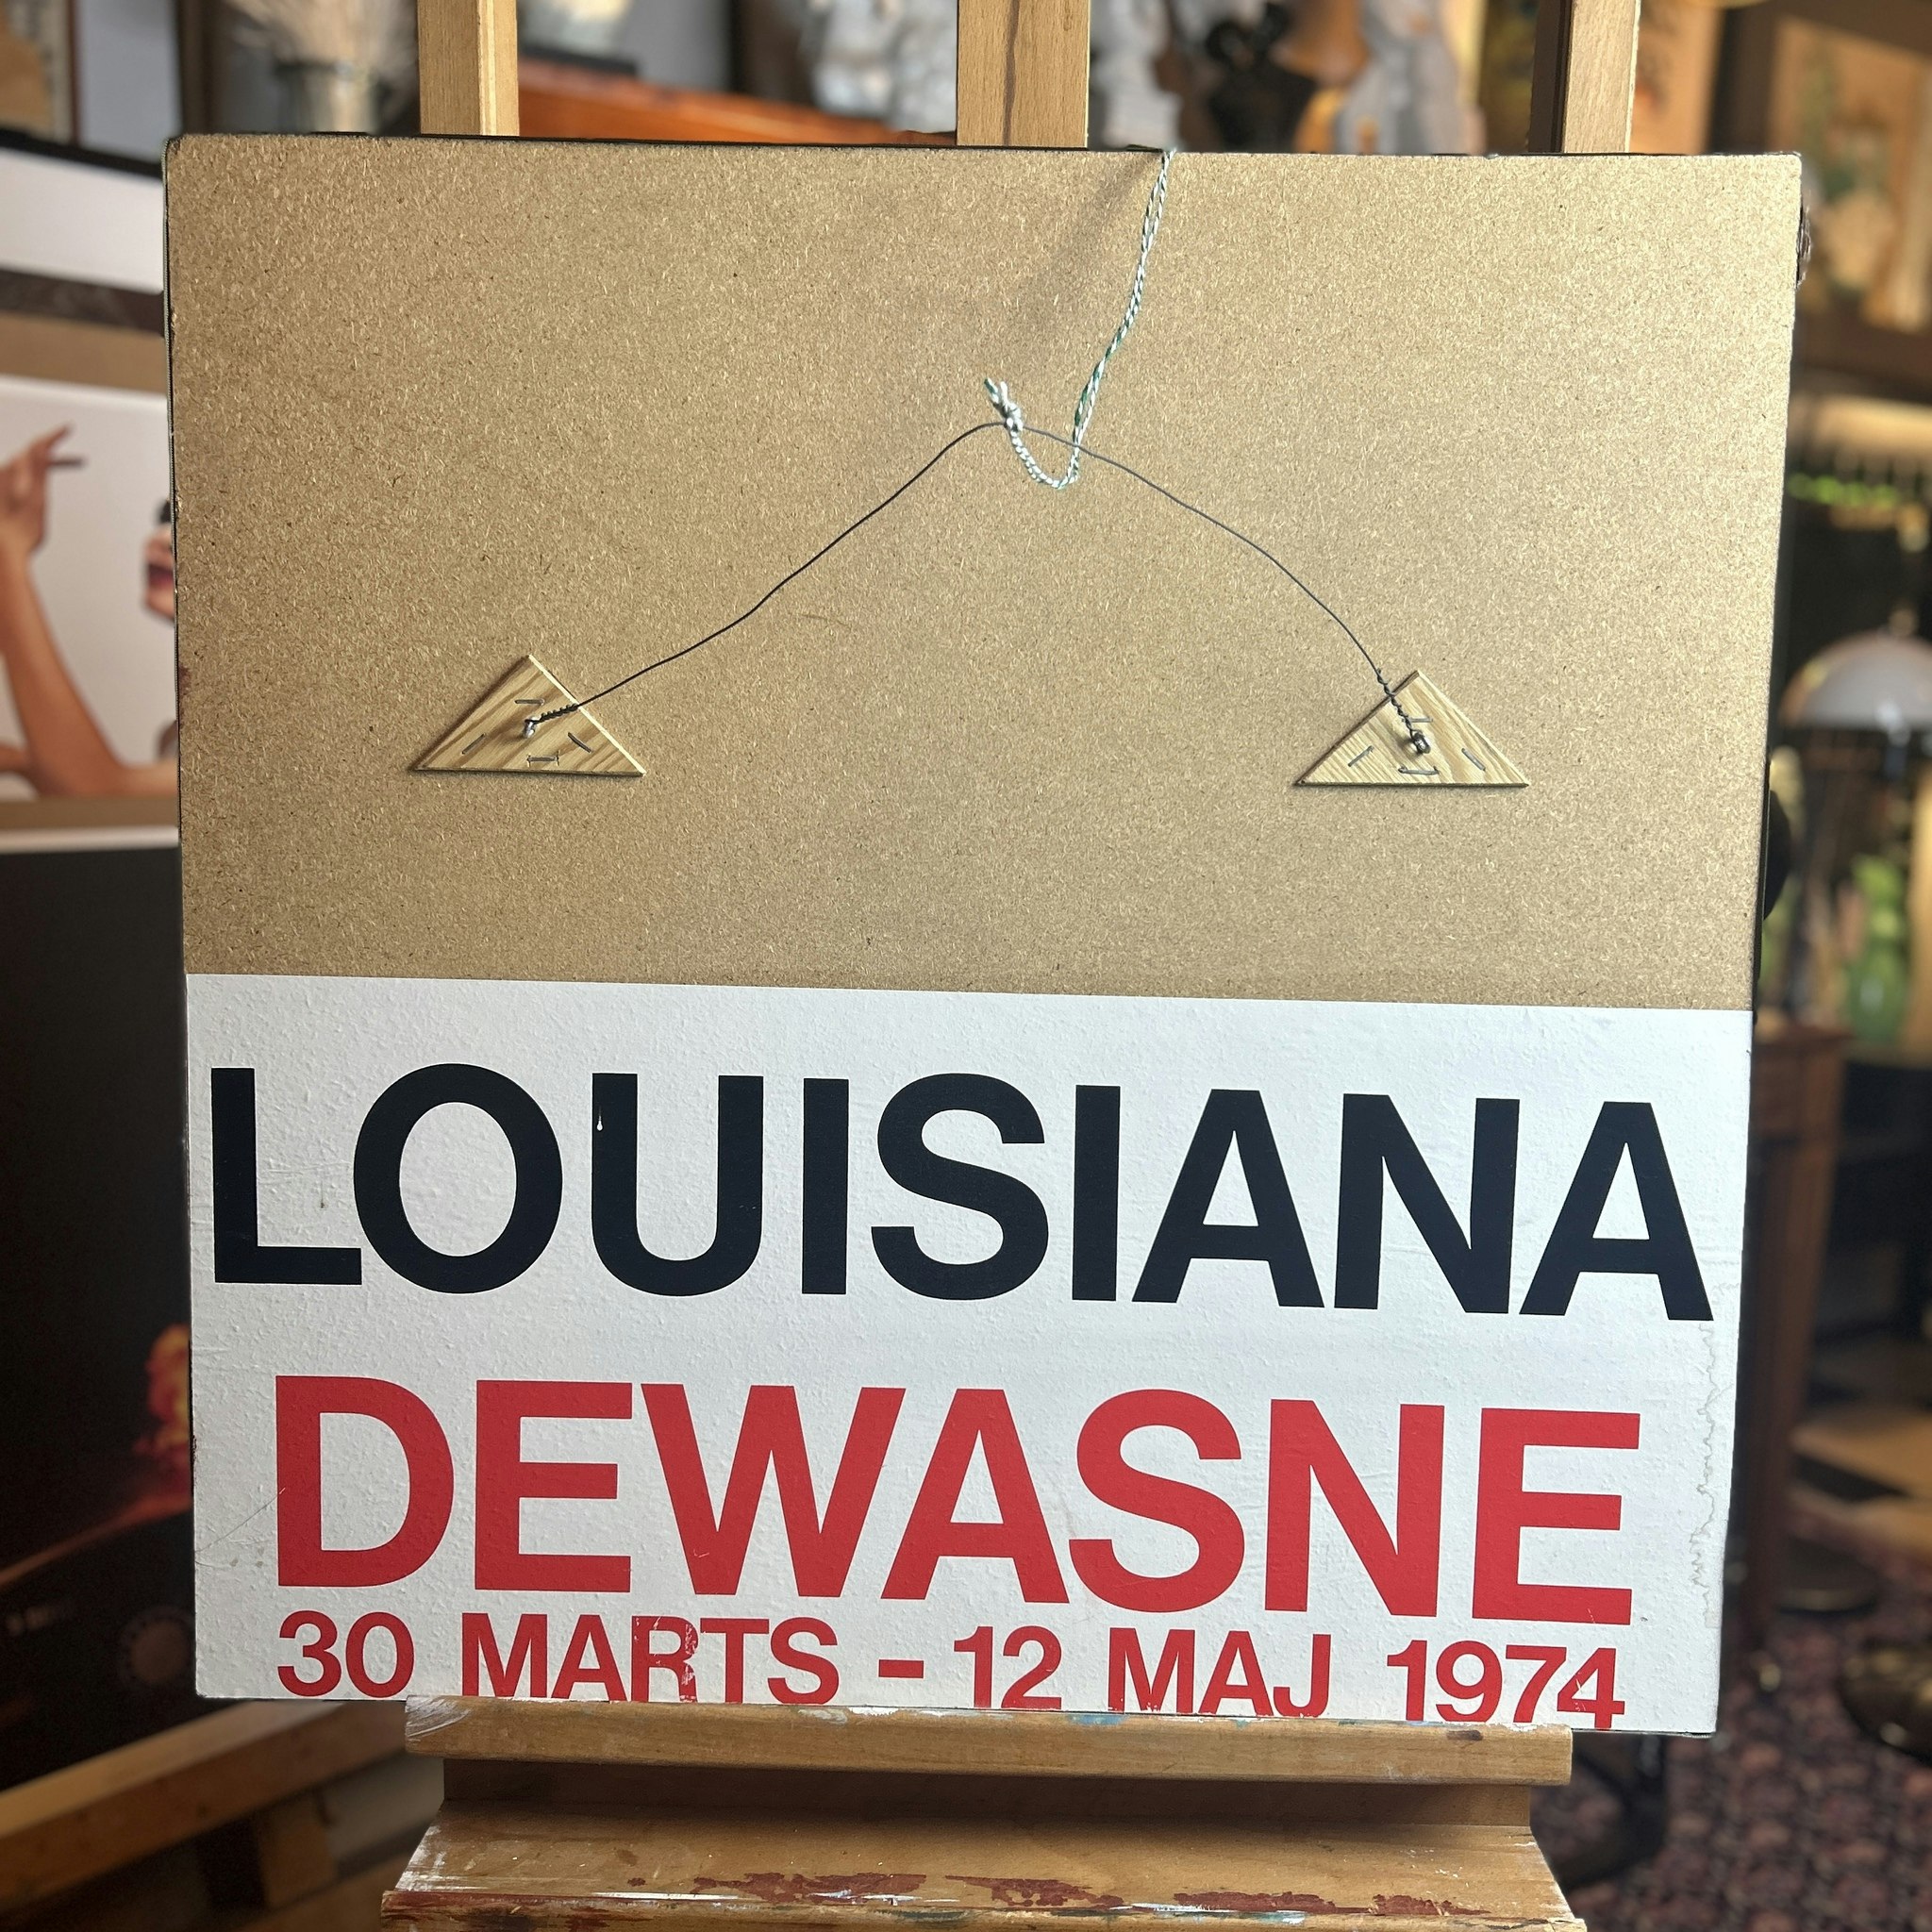 LOUISIANA
DEWASNE
30 MARTS - 12 MAJ 1974